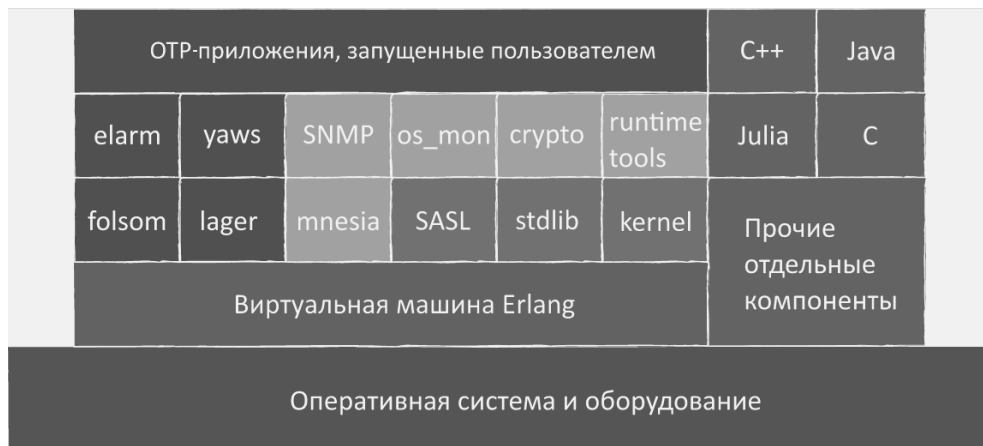 OTP-приложения, запущенные пользователем
C++
Java
elarm
yaws
SNMP
os_mon
crypto
runtime
tools
Julia
C
folsom
lager
mnesia
SASL
stdlib
kernel
Прочие
отдельные
компоненты
Виртуальная машина Erlang
Оперативная система и оборудование